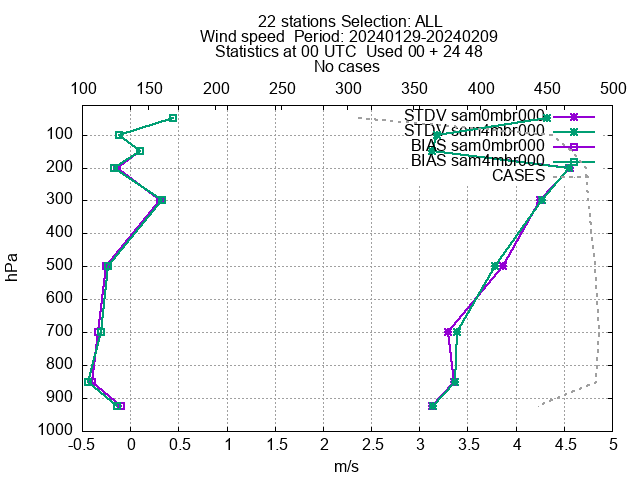 22 stations Selection: ALL
Wind speed  Period: 20240129-20240209
Statistics at 00 UTC  Used 00 + 24 48
No cases
100 150 200 250 300 350 400 450 500
STDV sam0mbr000
STDV sam4mbr000
BIAS sam0mbr000
BIAS sam4mbr000
CASES
100
200
300
400
500
600
700
800
900
1000
hPa
-0.5 0 0.5 1 1.5 2 2.5 3 3.5 4 4.5 5
m/s